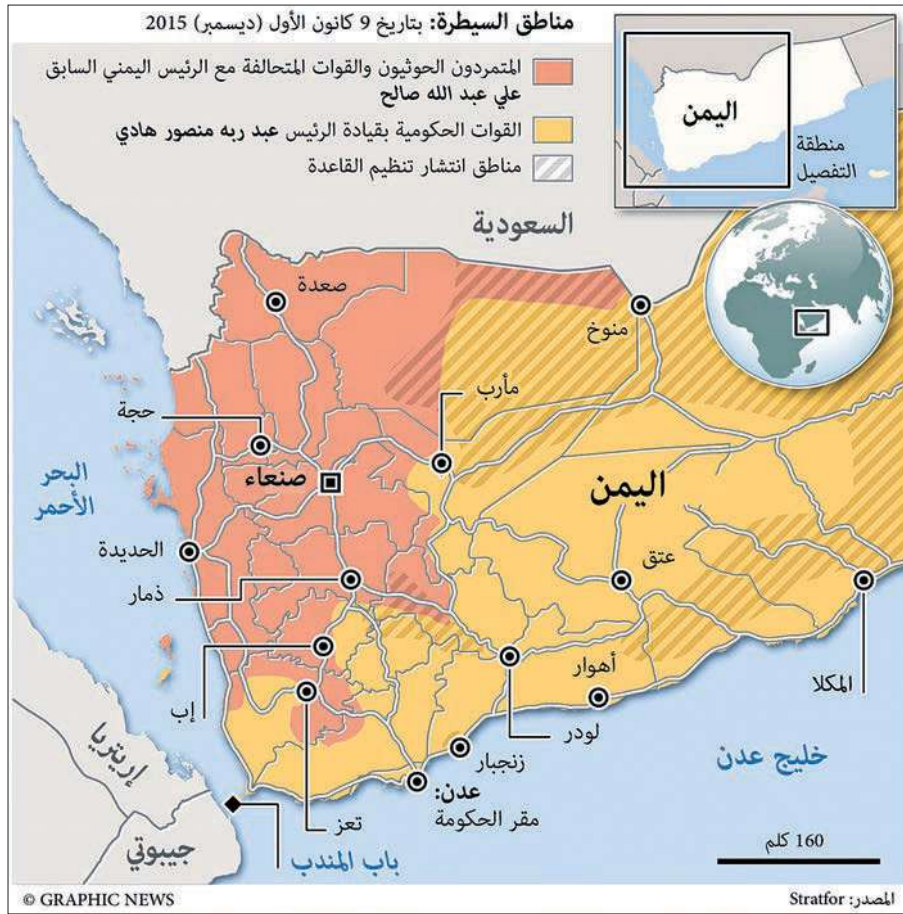 مناطق السيطرة: بتاريخ 9 كانون الأول (ديسمبر) 2015
المتمردون الحوثيون والقوات المتحالفة مع الرئيس اليمني السابق
علي عبد الله صالح
القوات الحكومية بقيادة الرئيس عبد ربه منصور هادي
مناطق انتشار تنظيم القاعدة
اليمن
منطقة
التفصيل
السعودية
صعدة
منوخ
مأرب
حجة
صنعاء
اليمن
البحر
الأحمر
الحديدة
عتق
ذمار
أهوار
المكلا
إب
لودر
زنجبار
خليج عدن
إريتريا
عدن:
مقر الحكومة
تعز
باب المندب
جيبوتي
160 كلم
© GRAPHIC NEWS
المصدر: Stratfor